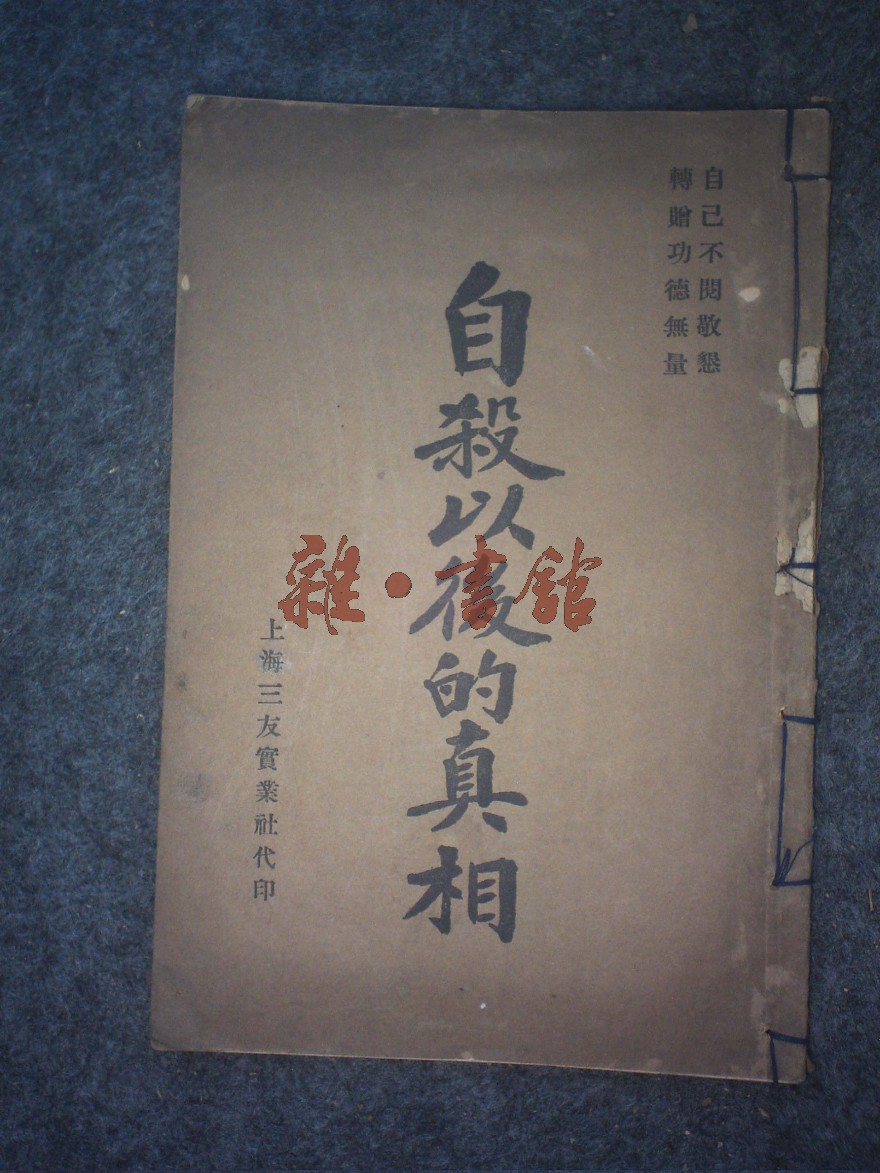 自己不閱敬懇
轉贈功德無量
自殺以後的真相
上海三友實業社代印
雜·書館